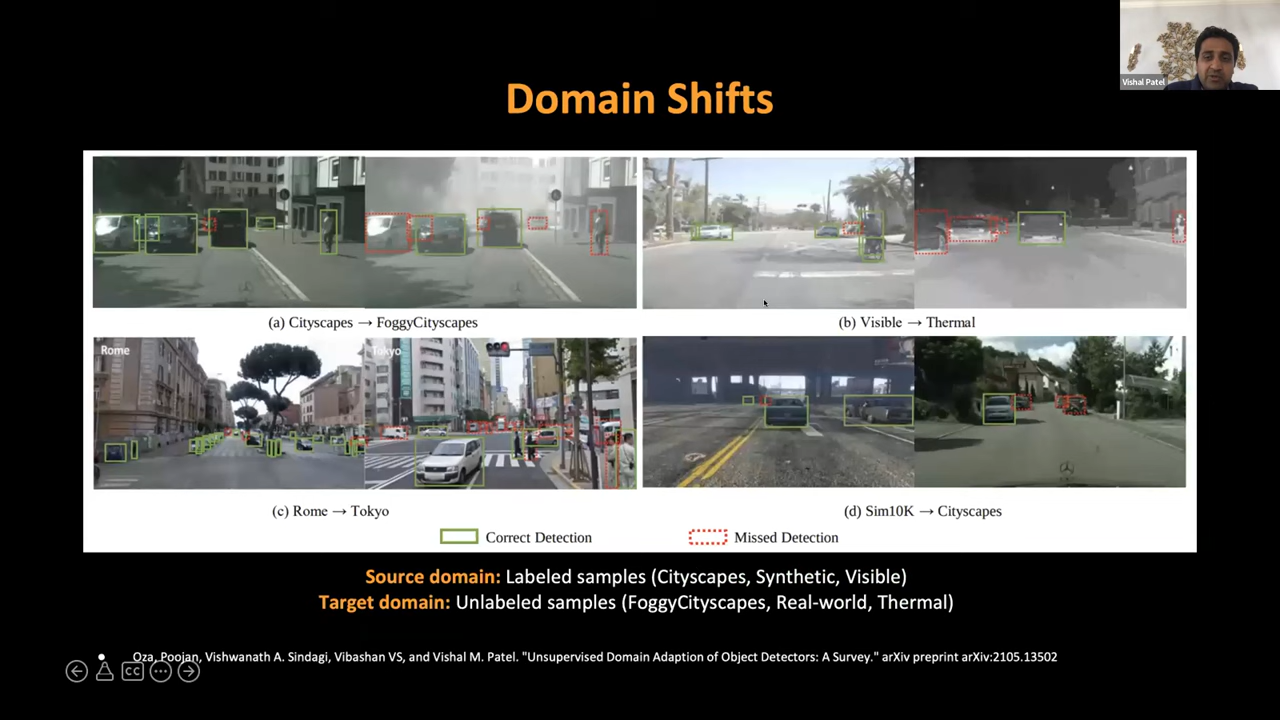 Vishal Patel
Domain Shifts
(a) Cityscapes → FoggyCityscapes
(b) Visible → Thermal
Rome
Tokyo
(c) Rome → Tokyo
(d) Sim10K → Cityscapes
Correct Detection
Missed Detection
Source domain: Labeled samples (Cityscapes, Synthetic, Visible)
Target domain: Unlabeled samples (FoggyCityscapes, Real-world, Thermal)
• Oza, Poojan, Vishwanath A. Sindagi, Vibashan VS, and Vishal M. Patel. "Unsupervised Domain Adaption of Object Detectors: A Survey." arXiv preprint arXiv:2105.13502
CC